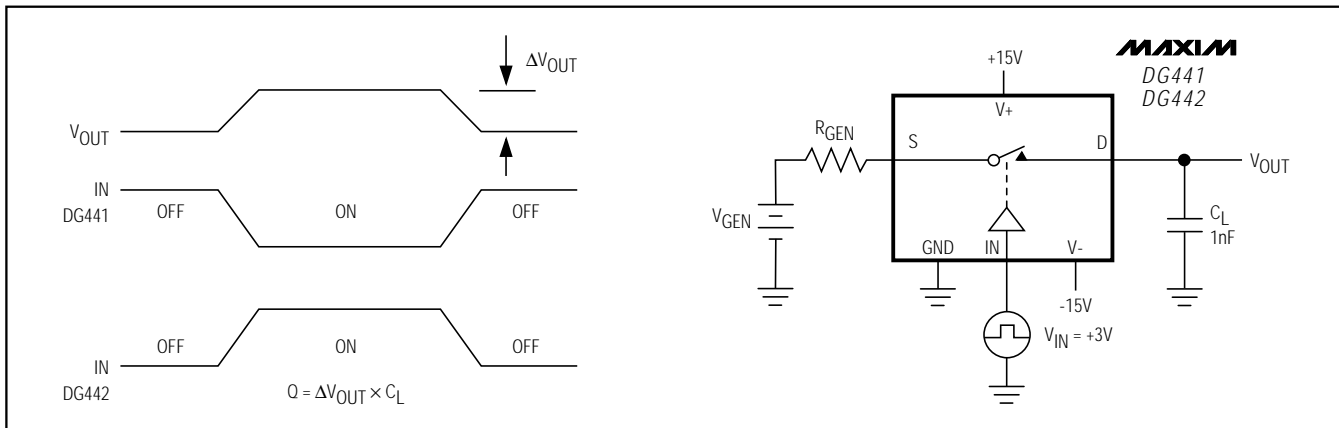 ΔVOUT
VOUT
IN
DG441
OFF
ON
OFF
OFF
ON
OFF
IN
DG442
Q = ΔVOUT × CL
MAXIM
DG441
DG442
+15V
V+
RGEN
S
D
VOUT
VGEN
CL
1nF
GND
IN
V-
-15V
VIN = +3V